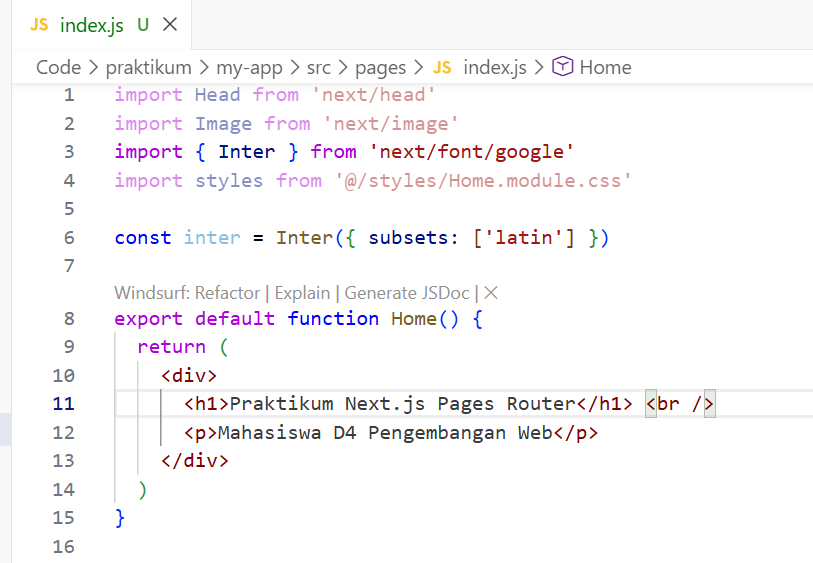 JS index.js U ×
Code > praktikum > my-app > src > pages > JS index.js > Home
1 import Head from 'next/head'
2 import Image from 'next/image'
3 import { Inter } from 'next/font/google'
4 import styles from '@/styles/Home.module.css'
5
6 const inter = Inter({ subsets: ['latin'] })
7
Windsurf: Refactor | Explain | Generate JSDoc | ×
8 export default function Home() {
9   return (
10     <div>
11       <h1>Praktikum Next.js Pages Router</h1> <br />
12       <p>Mahasiswa D4 Pengembangan Web</p>
13     </div>
14   )
15 }
16